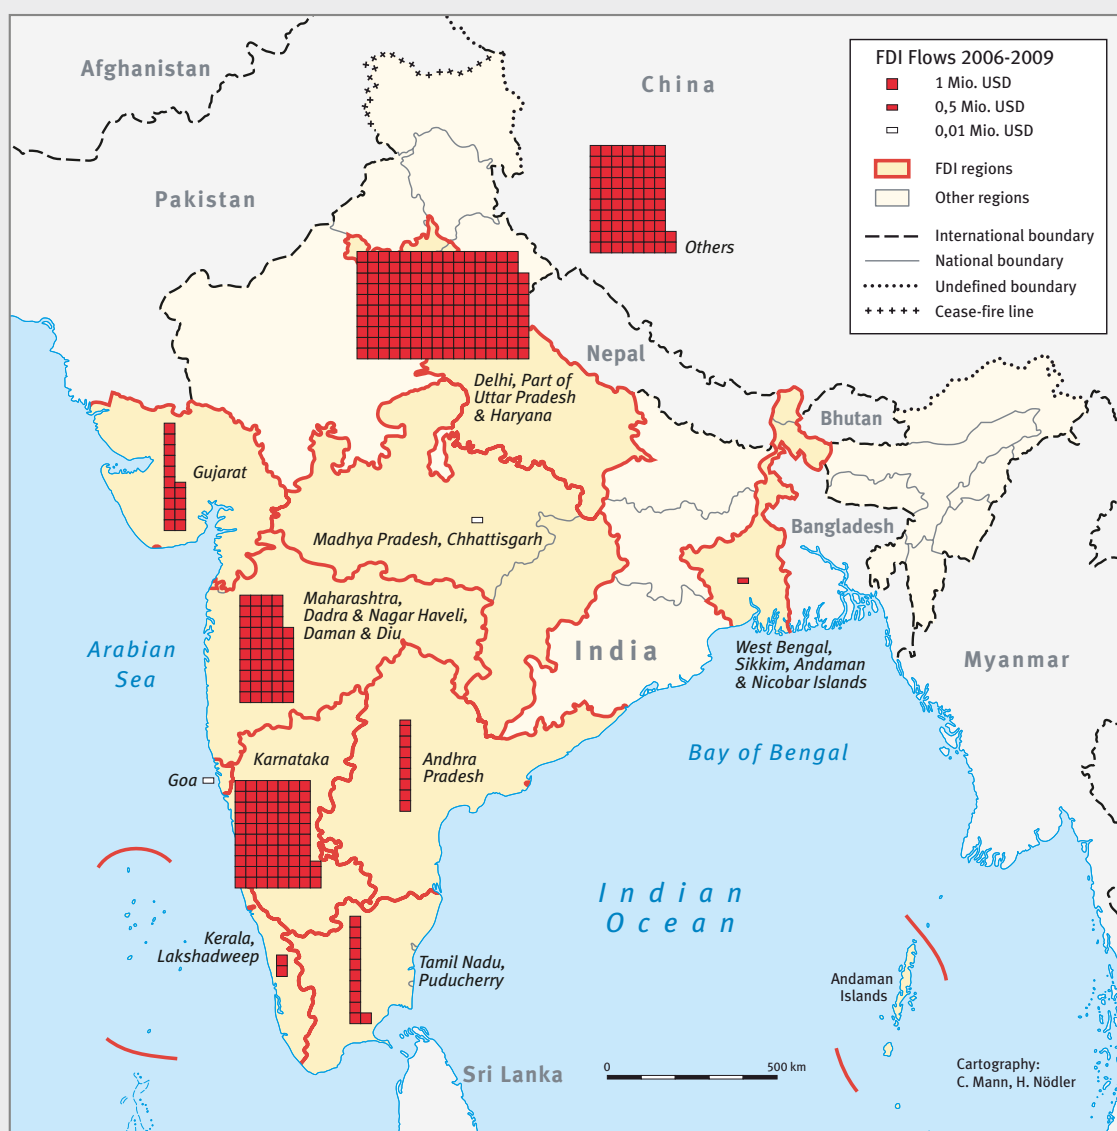 Afghanistan
China
FDI Flows 2006-2009
1 Mio. USD
0,5 Mio. USD
0,01 Mio. USD
FDI regions
Other regions
International boundary
National boundary
Undefined boundary
Cease-fire line
Pakistan
Others
Nepal
Delhi, Part of
Uttar Pradesh
& Haryana
Bhutan
Gujarat
Bangladesh
Madhya Pradesh, Chhattisgarh
Maharashtra,
Dadra & Nagar Haveli,
Daman & Diu
Arabian
Sea
India
West Bengal,
Sikkim, Andaman
& Nicobar Islands
Myanmar
Bay of Bengal
Karnataka
Andhra
Pradesh
Goa
Indian
Ocean
Kerala,
Lakshadweep
Tamil Nadu,
Puducherry
Andaman
Islands
Sri Lanka
0 500 km
Cartography:
C. Mann, H. Nödler